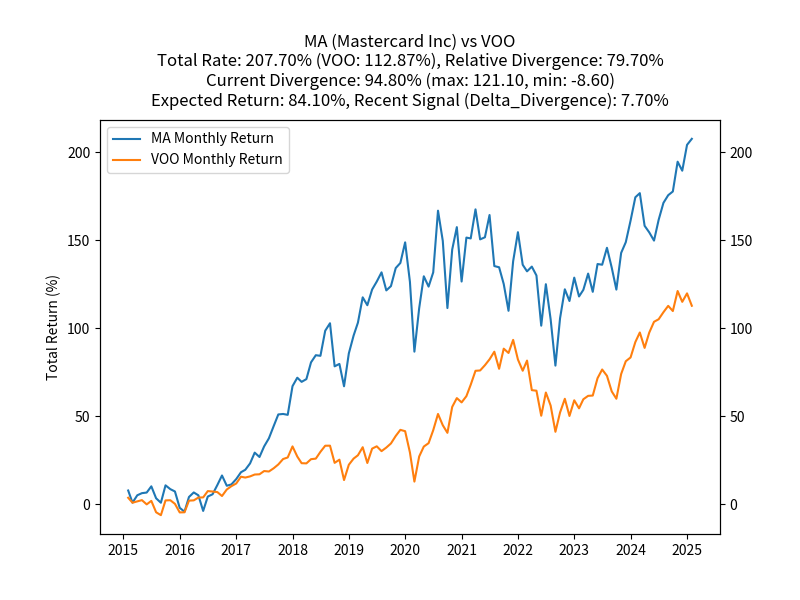 MA (Mastercard Inc) vs VOO
Total Rate: 207.70% (VOO: 112.87%), Relative Divergence: 79.70%
Current Divergence: 94.80% (max: 121.10, min: -8.60)
Expected Return: 84.10%, Recent Signal (Delta_Divergence): 7.70%
MA Monthly Return
VOO Monthly Return
Total Return (%)
200
150
100
50
0
200
150
100
50
0
2015 2016 2017 2018 2019 2020 2021 2022 2023 2024 2025